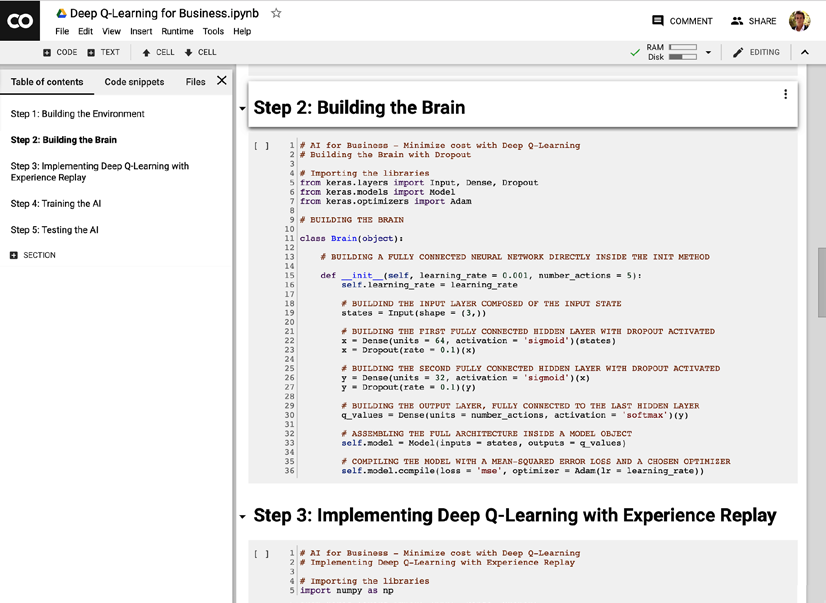 CO
Deep Q-Learning for Business.ipynb
File Edit View Insert Runtime Tools Help
COMMENT SHARE
CODE TEXT CELL CELL
RAM
Disk
EDITING
Table of contents Code snippets Files
Step 1: Building the Environment
Step 2: Building the Brain
Step 3: Implementing Deep Q-Learning with
Experience Replay
Step 4: Training the AI
Step 5: Testing the AI
SECTION
Step 2: Building the Brain
[ ] 1 # AI for Business - Minimize cost with Deep Q-Learning
2 # Building the Brain with Dropout
3
4 # Importing the libraries
5 from keras.layers import Input, Dense, Dropout
6 from keras.models import Model
7 from keras.optimizers import Adam
8
9 # BUILDING THE BRAIN
10
11 class Brain(object):
12
13 # BUILDING A FULLY CONNECTED NEURAL NETWORK DIRECTLY INSIDE THE INIT METHOD
14
15 def __init__(self, learning_rate = 0.001, number_actions = 5):
16 self.learning_rate = learning_rate
17
18 # BUILDIND THE INPUT LAYER COMPOSED OF THE INPUT STATE
19 states = Input(shape = (3,))
20
21 # BUILDING THE FIRST FULLY CONNECTED HIDDEN LAYER WITH DROPOUT ACTIVATED
22 x = Dense(units = 64, activation = 'sigmoid')(states)
23 x = Dropout(rate = 0.1)(x)
24
25 # BUILDING THE SECOND FULLY CONNECTED HIDDEN LAYER WITH DROPOUT ACTIVATED
26 y = Dense(units = 32, activation = 'sigmoid')(x)
27 y = Dropout(rate = 0.1)(y)
28
29 # BUILDING THE OUTPUT LAYER, FULLY CONNECTED TO THE LAST HIDDEN LAYER
30 q_values = Dense(units = number_actions, activation = 'softmax')(y)
31
32 # ASSEMBLING THE FULL ARCHITECTURE INSIDE A MODEL OBJECT
33 self.model = Model(inputs = states, outputs = q_values)
34
35 # COMPILING THE MODEL WITH A MEAN-SQUARED ERROR LOSS AND A CHOSEN OPTIMIZER
36 self.model.compile(loss = 'mse', optimizer = Adam(lr = learning_rate))
Step 3: Implementing Deep Q-Learning with Experience Replay
[ ] 1 # AI for Business - Minimize cost with Deep Q-Learning
2 # Implementing Deep Q-Learning with Experience Replay
3
4 # Importing the libraries
5 import numpy as np